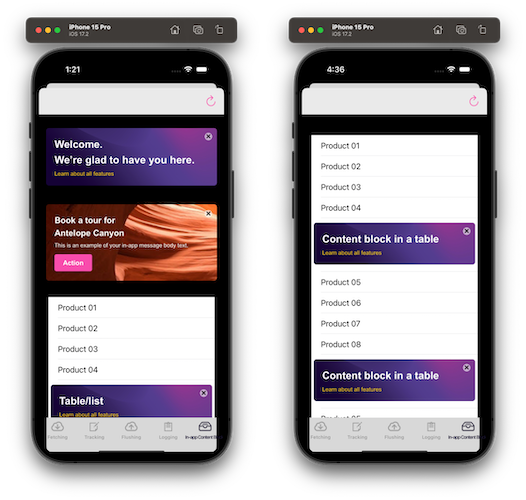 iPhone 15 Pro
iOS 17.2
1:21
Welcome.
We're glad to have you here.
Learn about all features
Book a tour for
Antelope Canyon
This is an example of your in-app message body text.
Action
Product 01
Product 02
Product 03
Product 04
Table/list
Learn about all features
Fetching
Tracking
Flushing
Logging
In-app Content Bl
iPhone 15 Pro
iOS 17.2
4:36
Product 01
Product 02
Product 03
Product 04
Content block in a table
Learn about all features
Product 05
Product 06
Product 07
Product 08
Content block in a table
Learn about all features
Fetching
Tracking
Flushing
Logging
In-app Content Bl